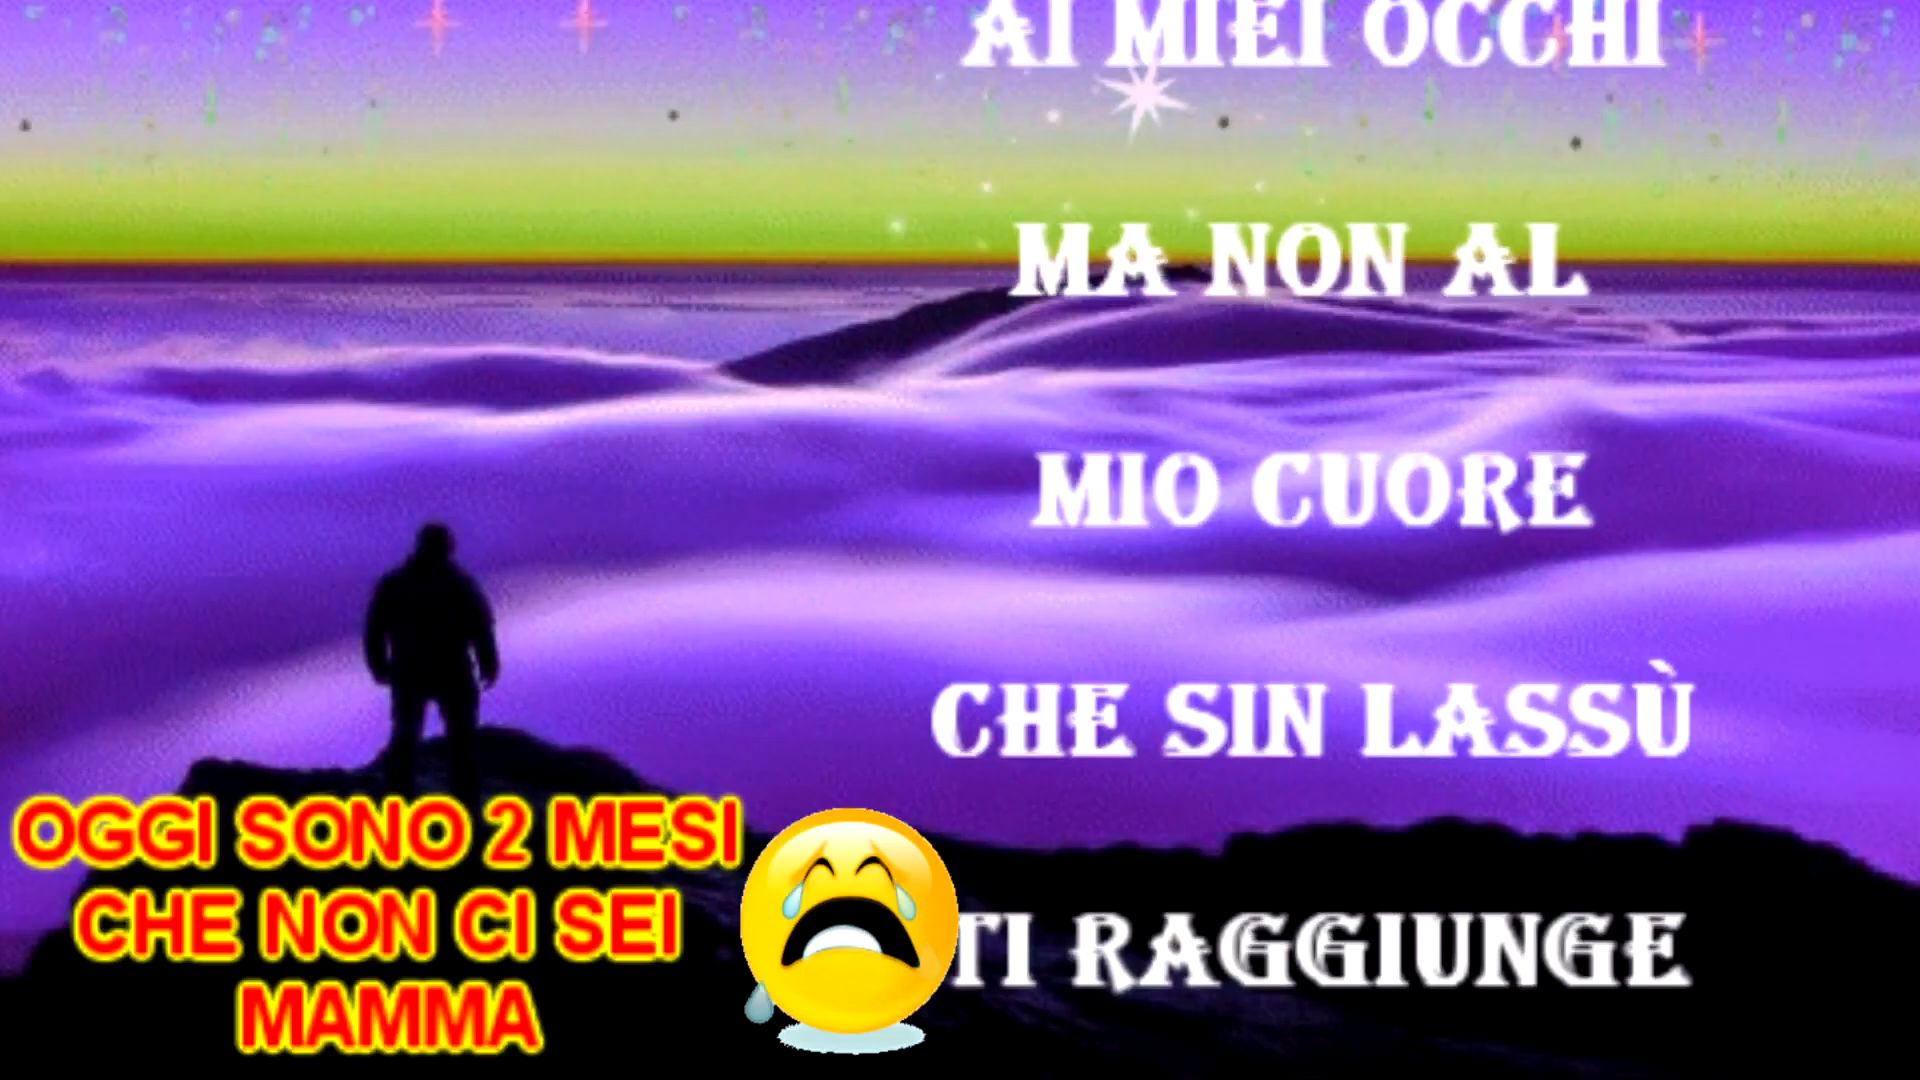 AI MIEI OCCHI
MA NON AL
MIO CUORE
CHE SIN LASSÙ
TI RAGGIUNGE
OGGI SONO 2 MESI
CHE NON CI SEI
MAMMA